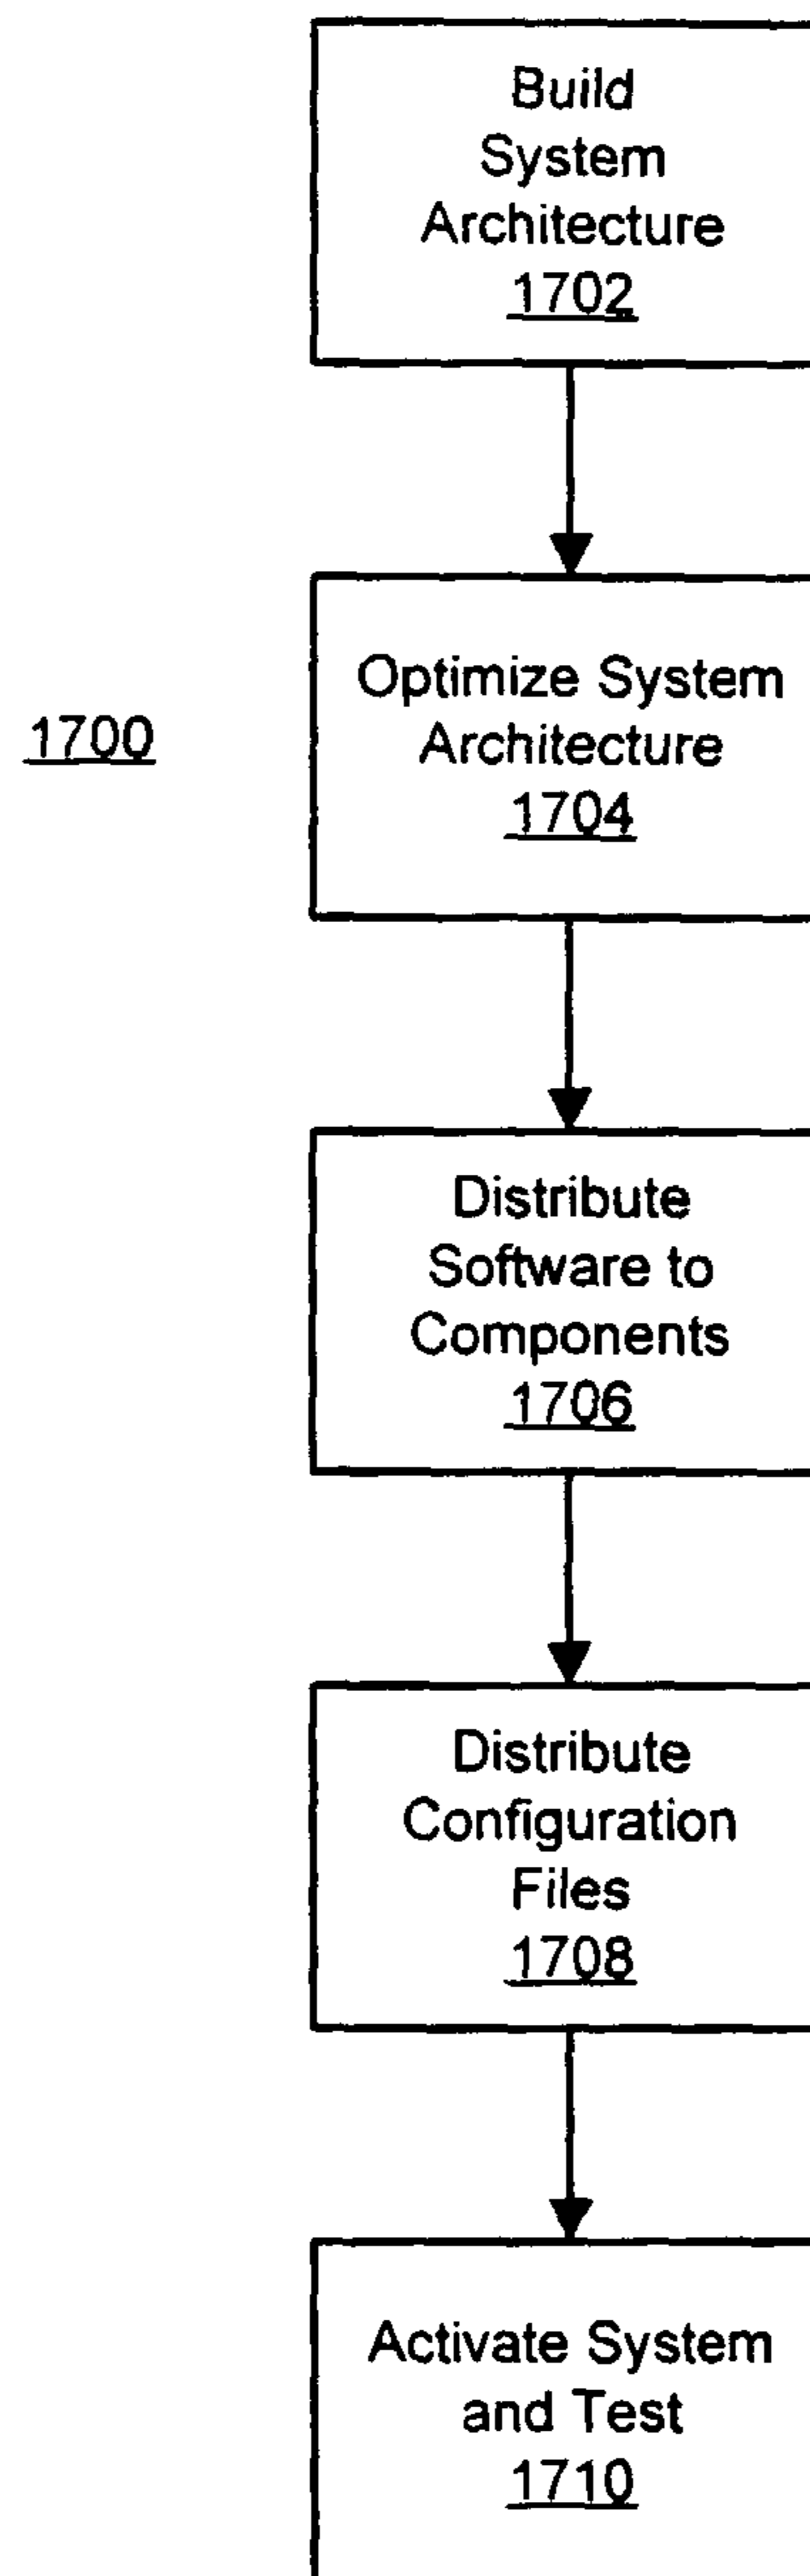 Build
System
Architecture
1702
Optimize System
Architecture
1704
1700
Distribute
Software to
Components
1706
Distribute
Configuration
Files
1708
Activate System
and Test
1710